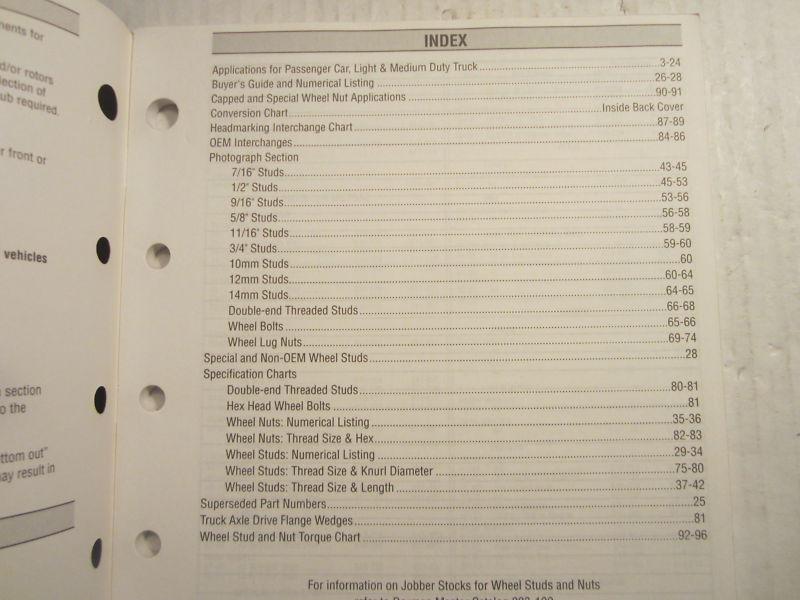 ments for
d/or rotors
lection of
ub required.
r front or
vehicles
section
o the
ttom out"
may result in
INDEX
Applications for Passenger Car, Light & Medium Duty Truck..........3-24
Buyer's Guide and Numerical Listing..........26-28
Capped and Special Wheel Nut Applications..........90-91
Conversion Chart..........Inside Back Cover
Headmarking Interchange Chart..........87-89
OEM Interchanges..........84-86
Photograph Section
7/16" Studs..........43-45
1/2" Studs..........45-53
9/16" Studs..........53-56
5/8" Studs..........56-58
11/16" Studs..........58-59
3/4" Studs..........59-60
10mm Studs..........60
12mm Studs..........60-64
14mm Studs..........64-65
Double-end Threaded Studs..........66-68
Wheel Bolts..........65-66
Wheel Lug Nuts..........69-74
Special and Non-OEM Wheel Studs..........28
Specification Charts
Double-end Threaded Studs..........80-81
Hex Head Wheel Bolts..........81
Wheel Nuts: Numerical Listing..........35-36
Wheel Nuts: Thread Size & Hex..........82-83
Wheel Studs: Numerical Listing..........29-34
Wheel Studs: Thread Size & Knurl Diameter..........75-80
Wheel Studs: Thread Size & Length..........37-42
Superseded Part Numbers..........25
Truck Axle Drive Flange Wedges..........81
Wheel Stud and Nut Torque Chart..........92-96
For information on Jobber Stocks for Wheel Studs and Nuts